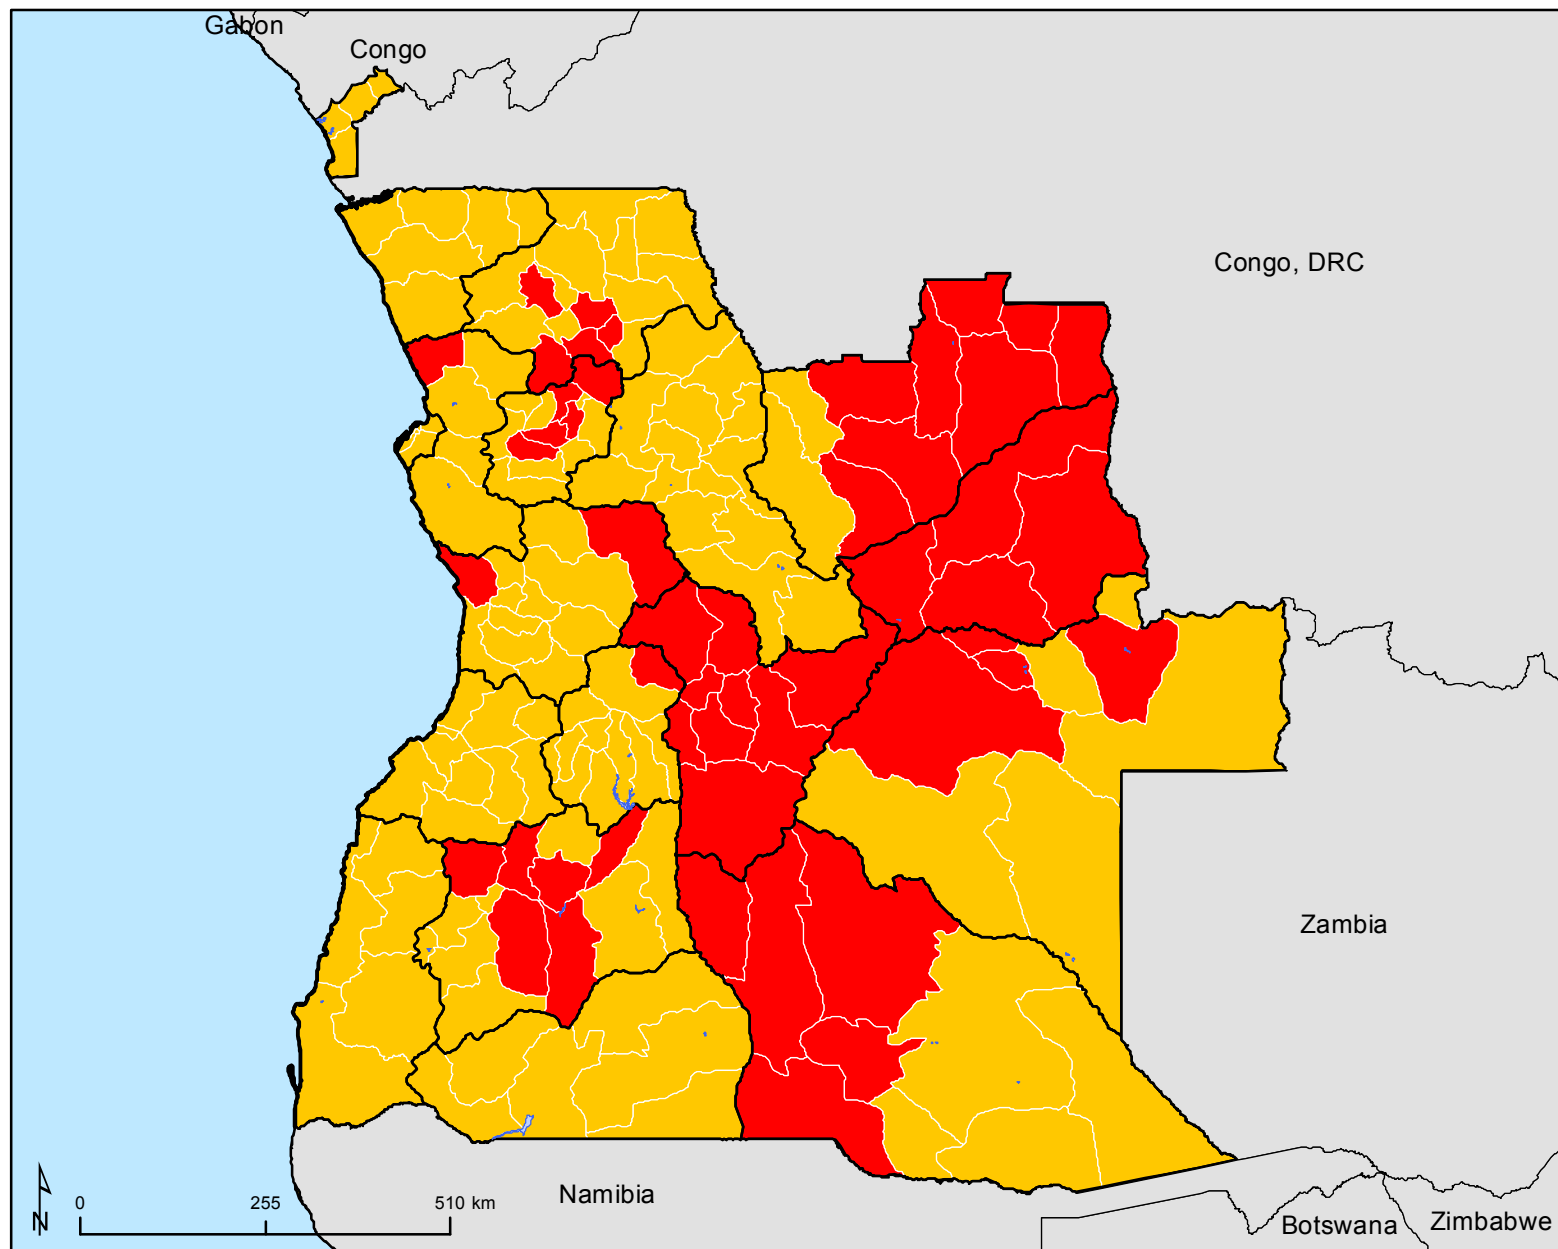 Gabon
Congo
Congo, DRC
Zambia
Namibia
Botswana
Zimbabwe
N
0 255 510 km